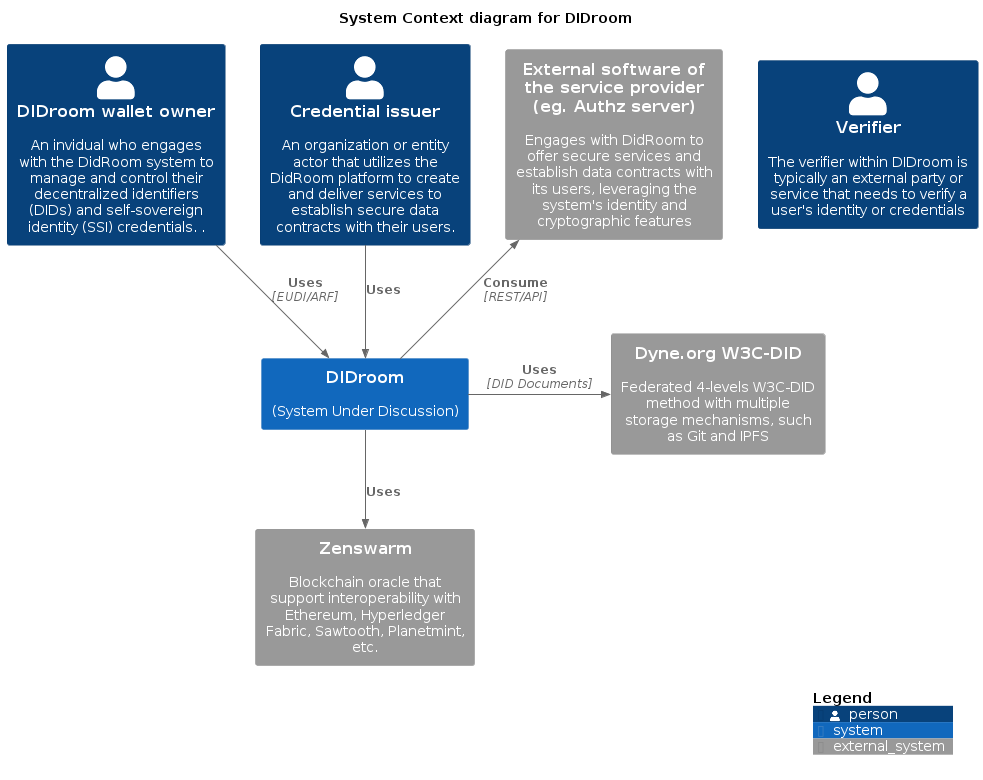 System Context diagram for DIDroom
DIDroom wallet owner
An invidual who engages
with the DidRoom system to
manage and control their
decentralized identifiers
(DIDs) and self-sovereign
identity (SSI) credentials. .
Credential issuer
An organization or entity
actor that utilizes the
DidRoom platform to create
and deliver services to
establish secure data
contracts with their users.
External software of
the service provider
(eg. Authz server)
Engages with DidRoom to
offer secure services and
establish data contracts with
its users, leveraging the
system's identity and
cryptographic features
Verifier
The verifier within DIDroom is
typically an external party or
service that needs to verify a
user's identity or credentials
Uses
[EUDI/ARF]
Uses
Consume
[REST/API]
DIDroom
(System Under Discussion)
Uses
[DID Documents]
Dyne.org W3C-DID
Federated 4-levels W3C-DID
method with multiple
storage mechanisms, such
as Git and IPFS
Uses
Zenswarm
Blockchain oracle that
support interoperability with
Ethereum, Hyperledger
Fabric, Sawtooth, Planetmint,
etc.
Legend
person
system
external_system